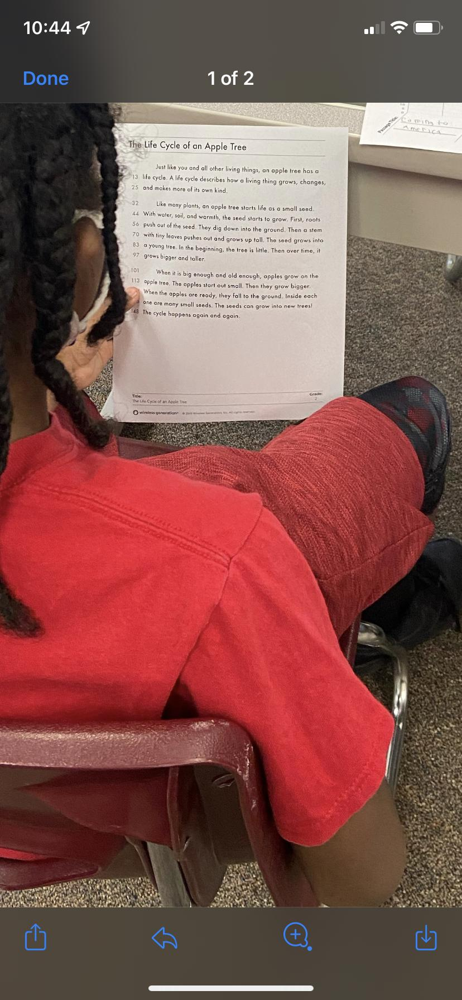 10:44
Done
1 of 2
Passage Title:
Coming to
America
The Life Cycle of an Apple Tree
Just like you and all other living things, an apple tree has a
13 life cycle. A life cycle describes how a living thing grows, changes,
25 and makes more of its own kind.
32 Like many plants, an apple tree starts life as a small seed.
44 With water, soil, and warmth, the seed starts to grow. First, roots
56 push out of the seed. They dig down into the ground. Then a stem
70 with tiny leaves pushes out and grows up tall. The seed grows into
83 a young tree. In the beginning, the tree is little. Then over time, it
97 grows bigger and taller.
101 When it is big enough and old enough, apples grow on the
113 apple tree. The apples start out small. Then they grow bigger.
When the apples are ready, they fall to the ground. Inside each
one are many small seeds. The seeds can grow into new trees!
148 The cycle happens again and again.
Title: Grade:
The Life Cycle of an Apple Tree 2
wireless generation